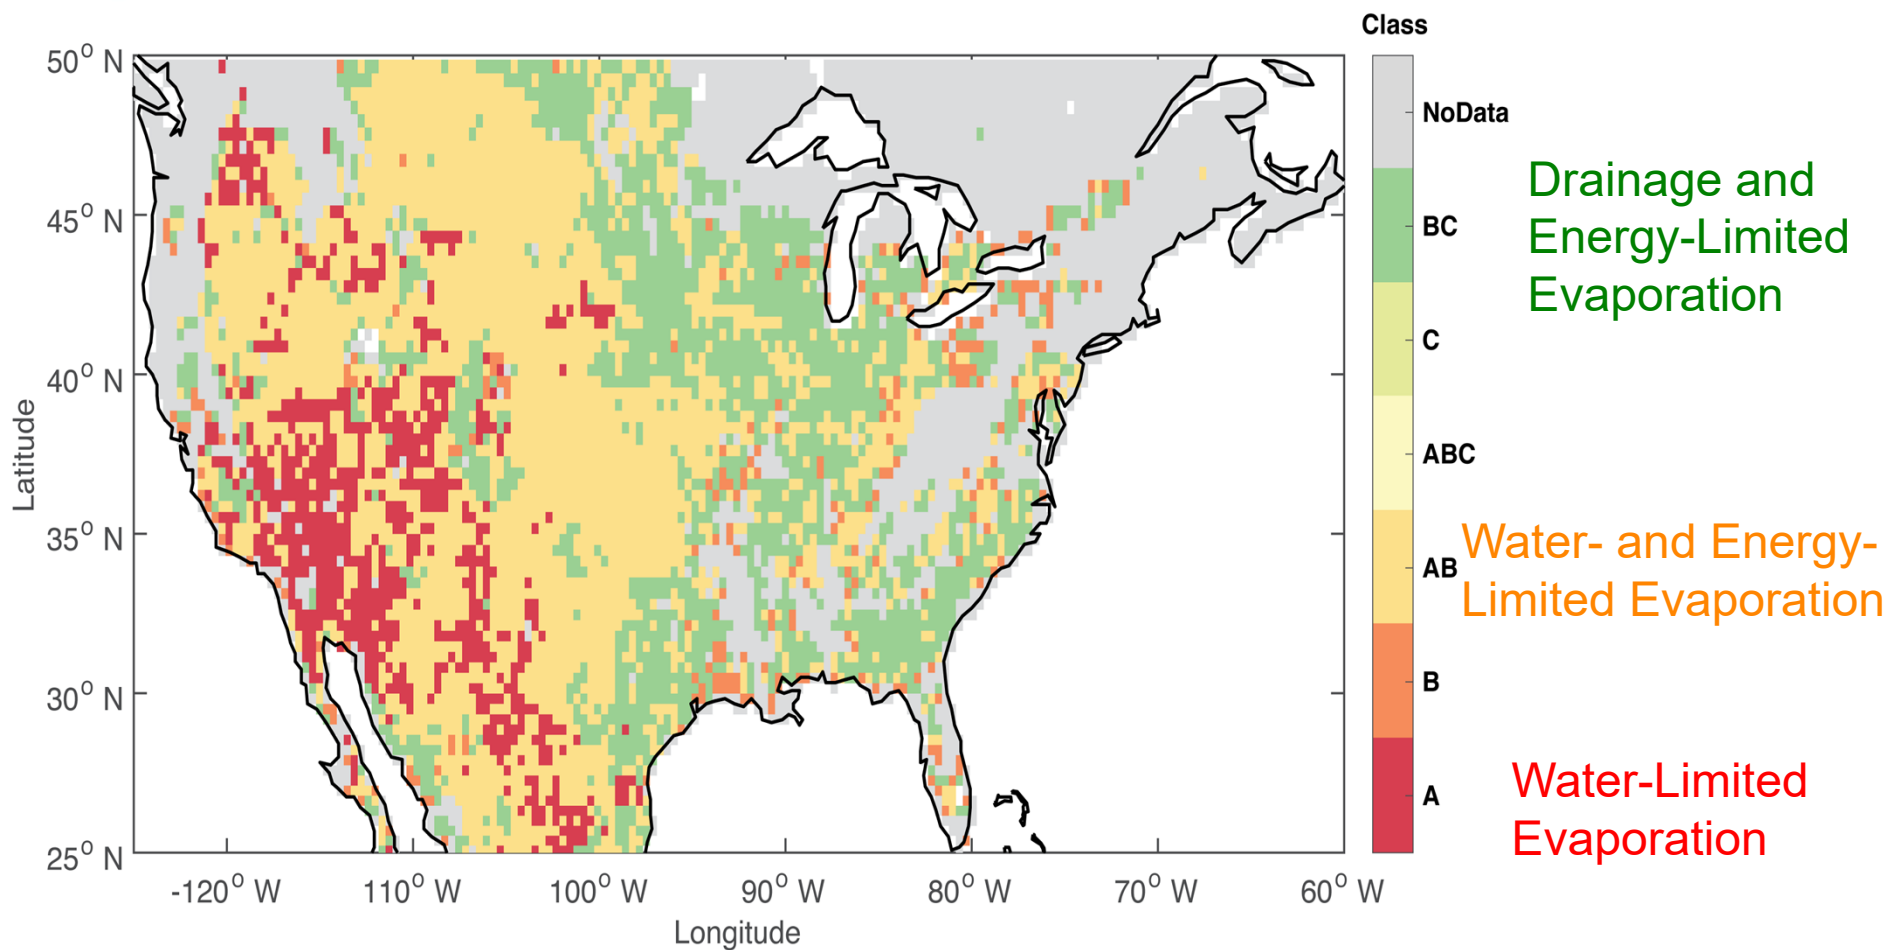 Class
50° N
45° N
40° N
35° N
30° N
25° N
Latitude
-120° W
110° W
100° W
90° W
80° W
70° W
60° W
Longitude
NoData
BC
C
ABC
AB
B
A
Drainage and
Energy-Limited
Evaporation
Water- and Energy-
Limited Evaporation
Water-Limited
Evaporation